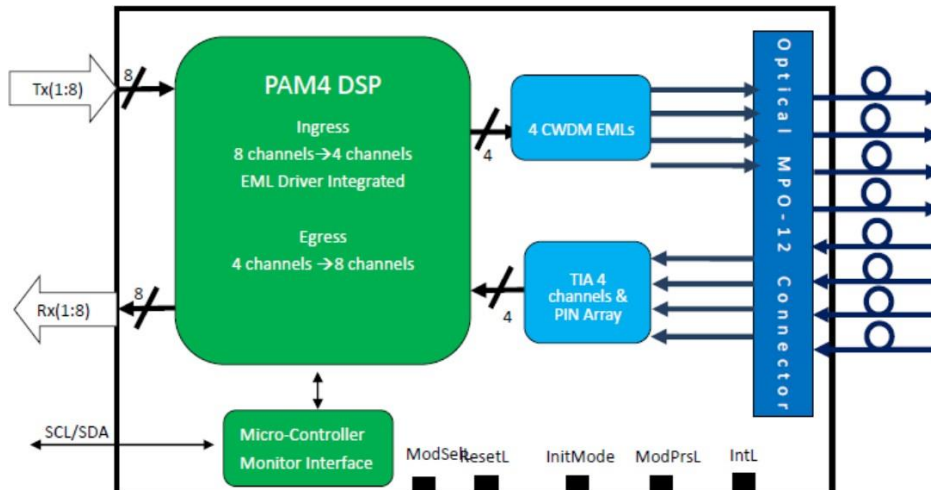 Tx(1:8)
8
PAM4 DSP
Ingress
8 channels→4 channels
EML Driver Integrated
Egress
4 channels →8 channels
4
4 CWDM EMLs
Optical MPO-12 Connector
TIA 4
channels &
PIN Array
4
Rx(1:8)
8
SCL/SDA
Micro-Controller
Monitor Interface
ModSelL
ResetL
InitMode
ModPrsL
IntL